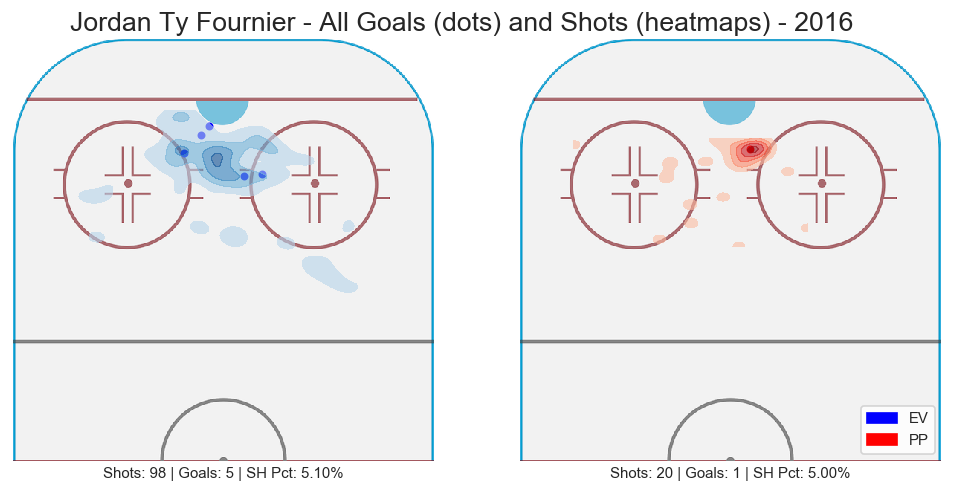 Jordan Ty Fournier - All Goals (dots) and Shots (heatmaps) - 2016
EV
PP
Shots: 98 | Goals: 5 | SH Pct: 5.10%
Shots: 20 | Goals: 1 | SH Pct: 5.00%